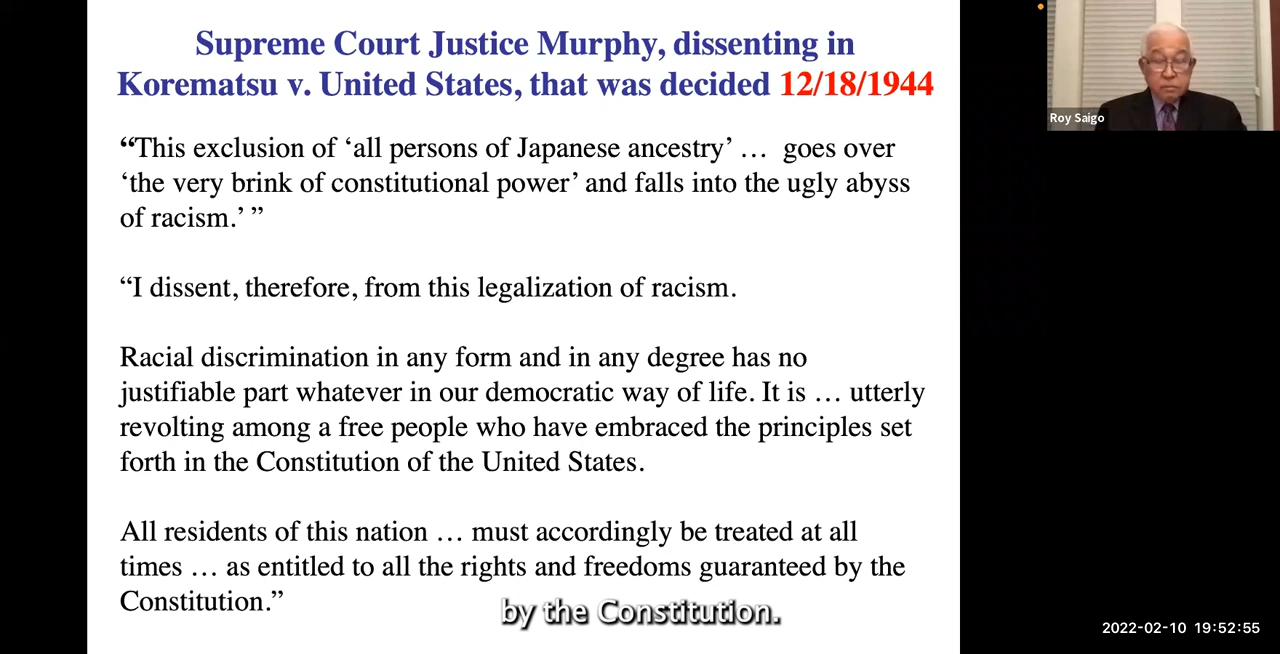 Supreme Court Justice Murphy, dissenting in
Korematsu v. United States, that was decided 12/18/1944
“This exclusion of ‘all persons of Japanese ancestry’ … goes over
‘the very brink of constitutional power’ and falls into the ugly abyss
of racism.’ ”
“I dissent, therefore, from this legalization of racism.
Racial discrimination in any form and in any degree has no
justifiable part whatever in our democratic way of life. It is … utterly
revolting among a free people who have embraced the principles set
forth in the Constitution of the United States.
All residents of this nation … must accordingly be treated at all
times … as entitled to all the rights and freedoms guaranteed by the
Constitution.”
by the Constitution.
Roy Saigo
2022-02-10 19:52:55